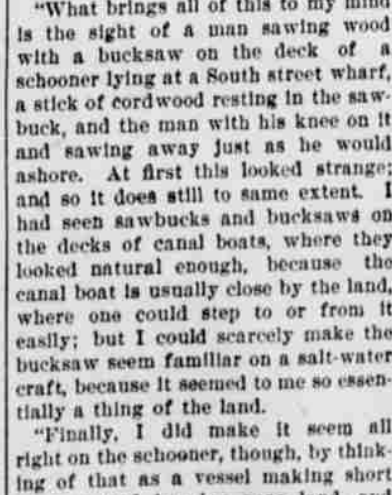 "What brings all of this to my mind
is the sight of a man sawing wood
with a bucksaw on the deck of a
schooner lying at a South street wharf,
a stick of cordwood resting in the saw-
buck, and the man with his knee on it
and sawing away just as he would
ashore. At first this looked strange;
and so it does still to same extent. I
had seen sawbucks and bucksaws on
the decks of canal boats, where they
looked natural enough, because the
canal boat is usually close by the land,
where one could step to or from it
easily; but I could scarcely make the
bucksaw seem familiar on a salt-water
craft, because it seemed to me so essen-
tially a thing of the land.
"Finally, I did make it seem all
right on the schooner, though, by think-
ing of that as a vessel making short